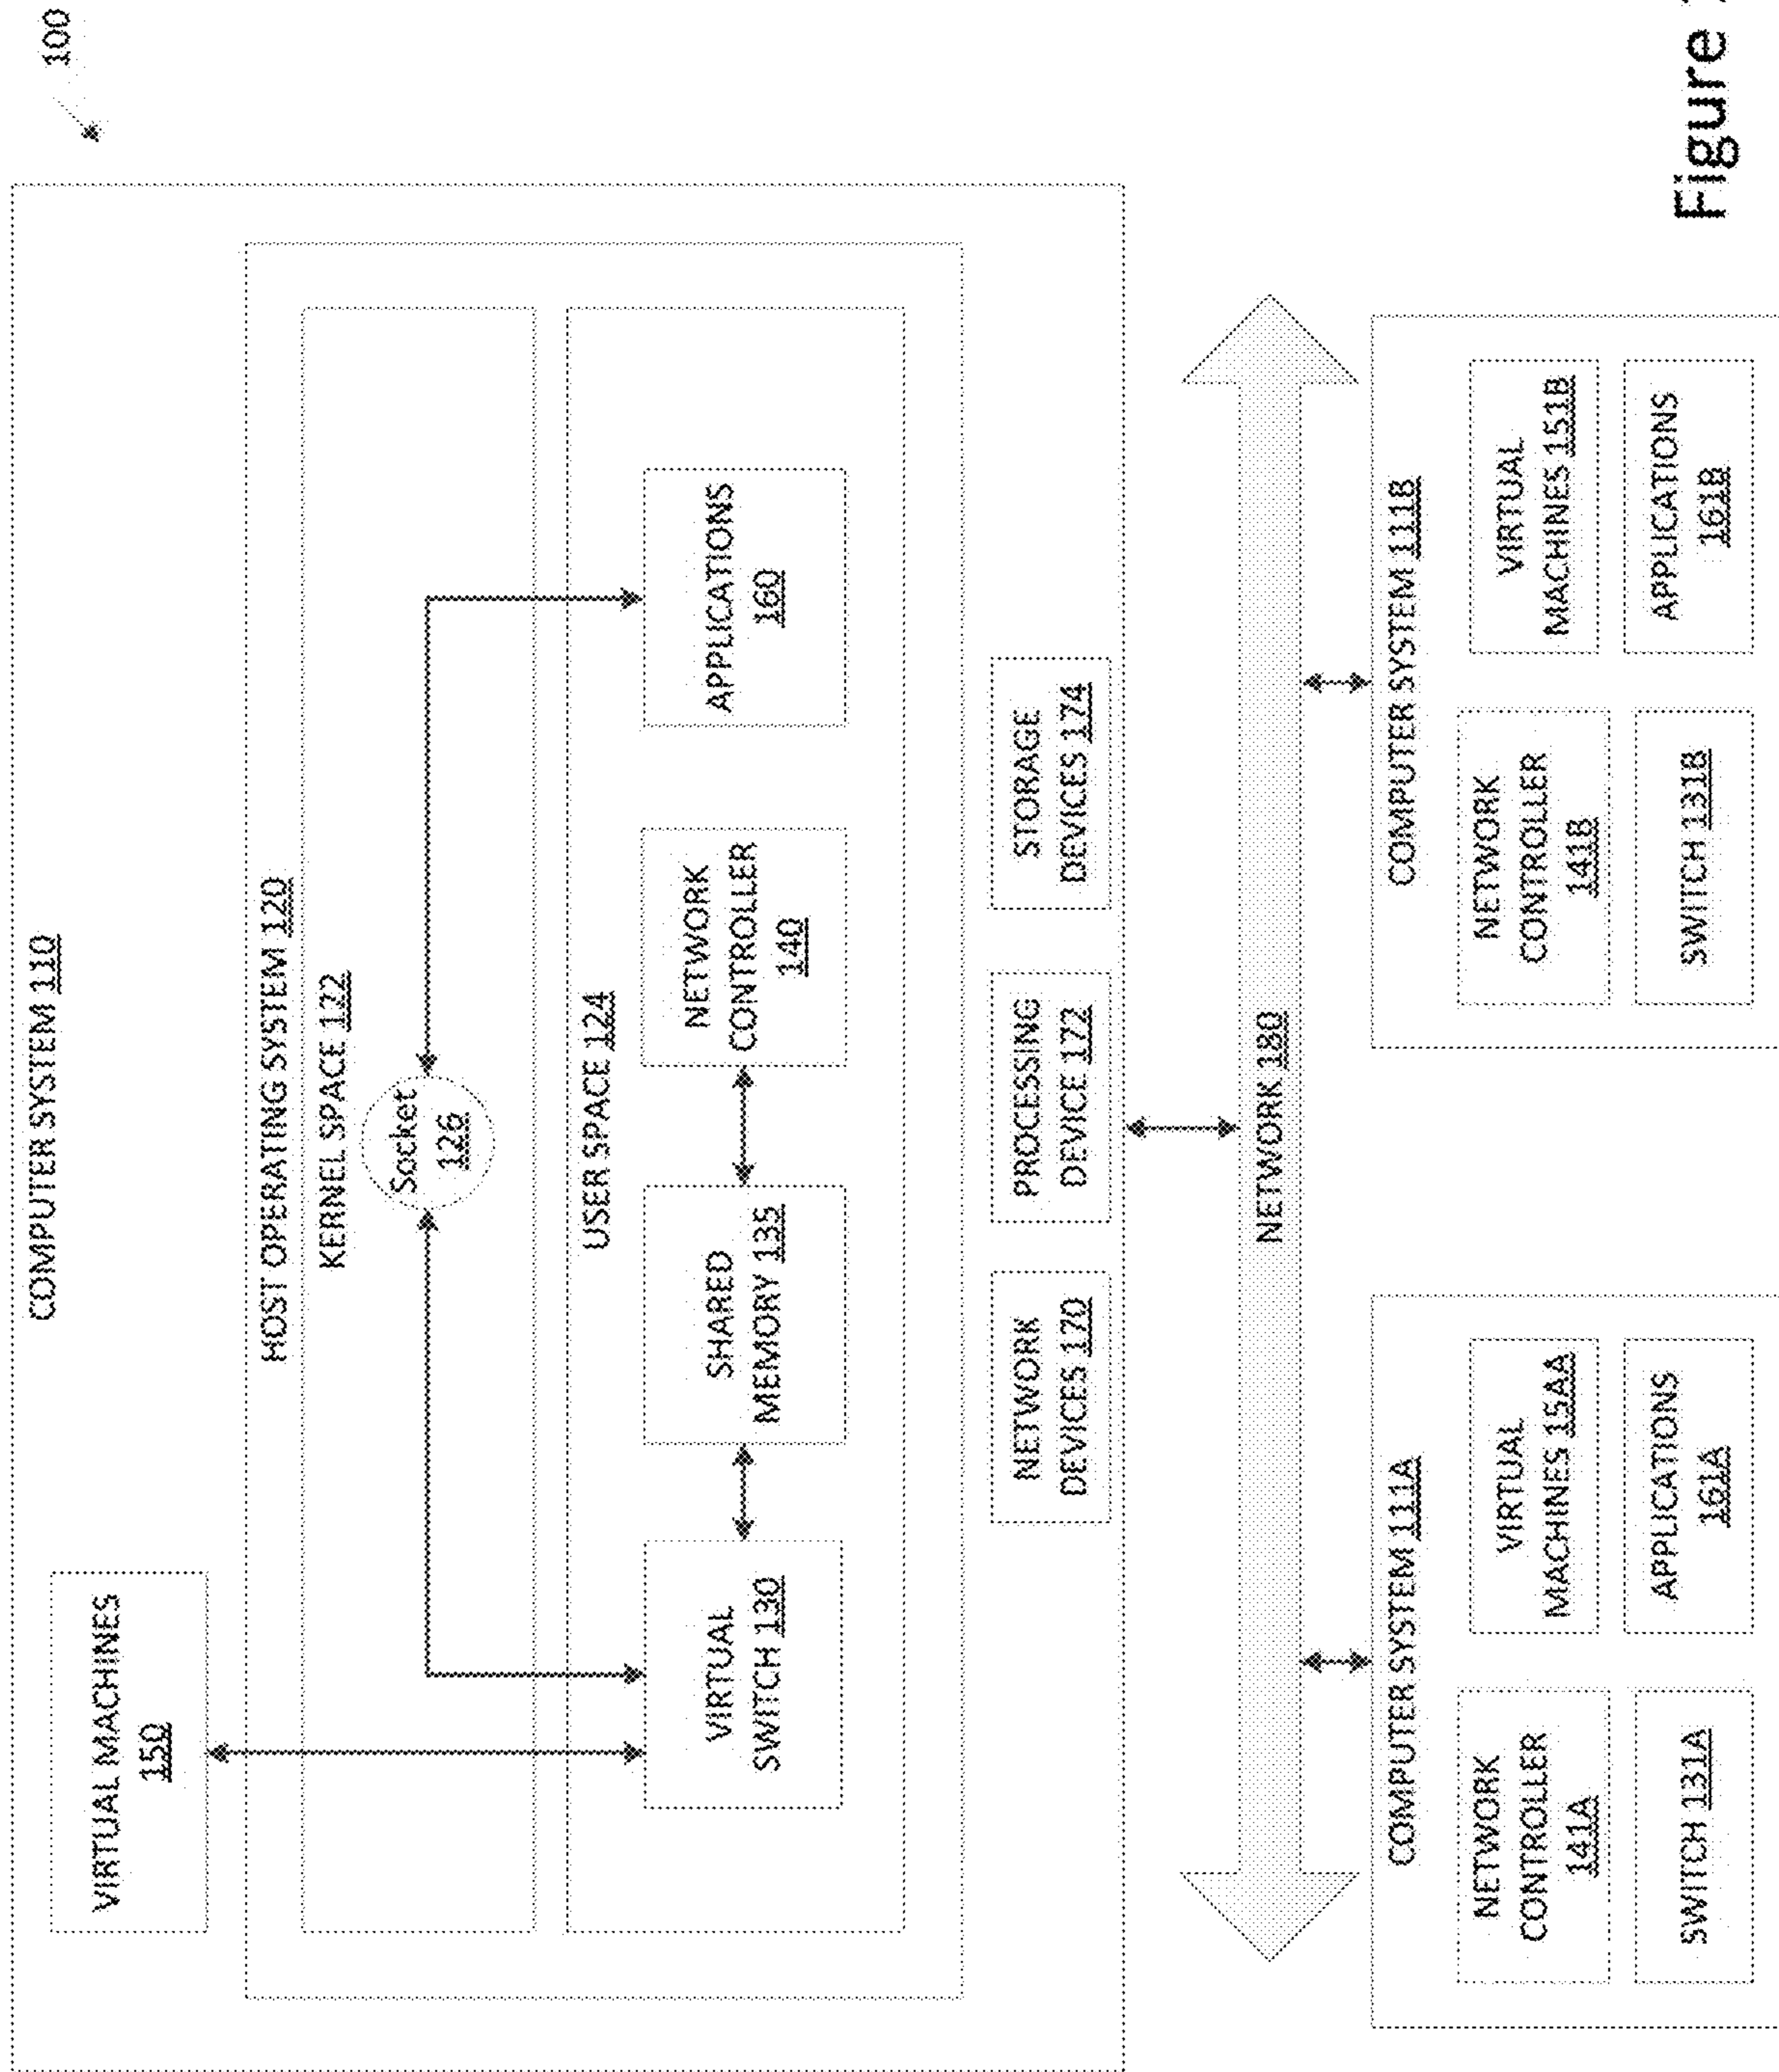 100
COMPUTER SYSTEM 110
VIRTUAL MACHINES
150
HOST OPERATING SYSTEM 120
KERNEL SPACE 122
Socket
126
USER SPACE 124
VIRTUAL
SWITCH 130
SHARED
MEMORY 135
NETWORK
CONTROLLER
140
APPLICATIONS
160
NETWORK
DEVICES 170
PROCESSING
DEVICE 172
STORAGE
DEVICES 174
NETWORK 180
COMPUTER SYSTEM 111A
NETWORK
CONTROLLER
141A
VIRTUAL
MACHINES 15AA
SWITCH 131A
APPLICATIONS
161A
COMPUTER SYSTEM 111B
NETWORK
CONTROLLER
141B
VIRTUAL
MACHINES 151B
SWITCH 131B
APPLICATIONS
161B
Figure